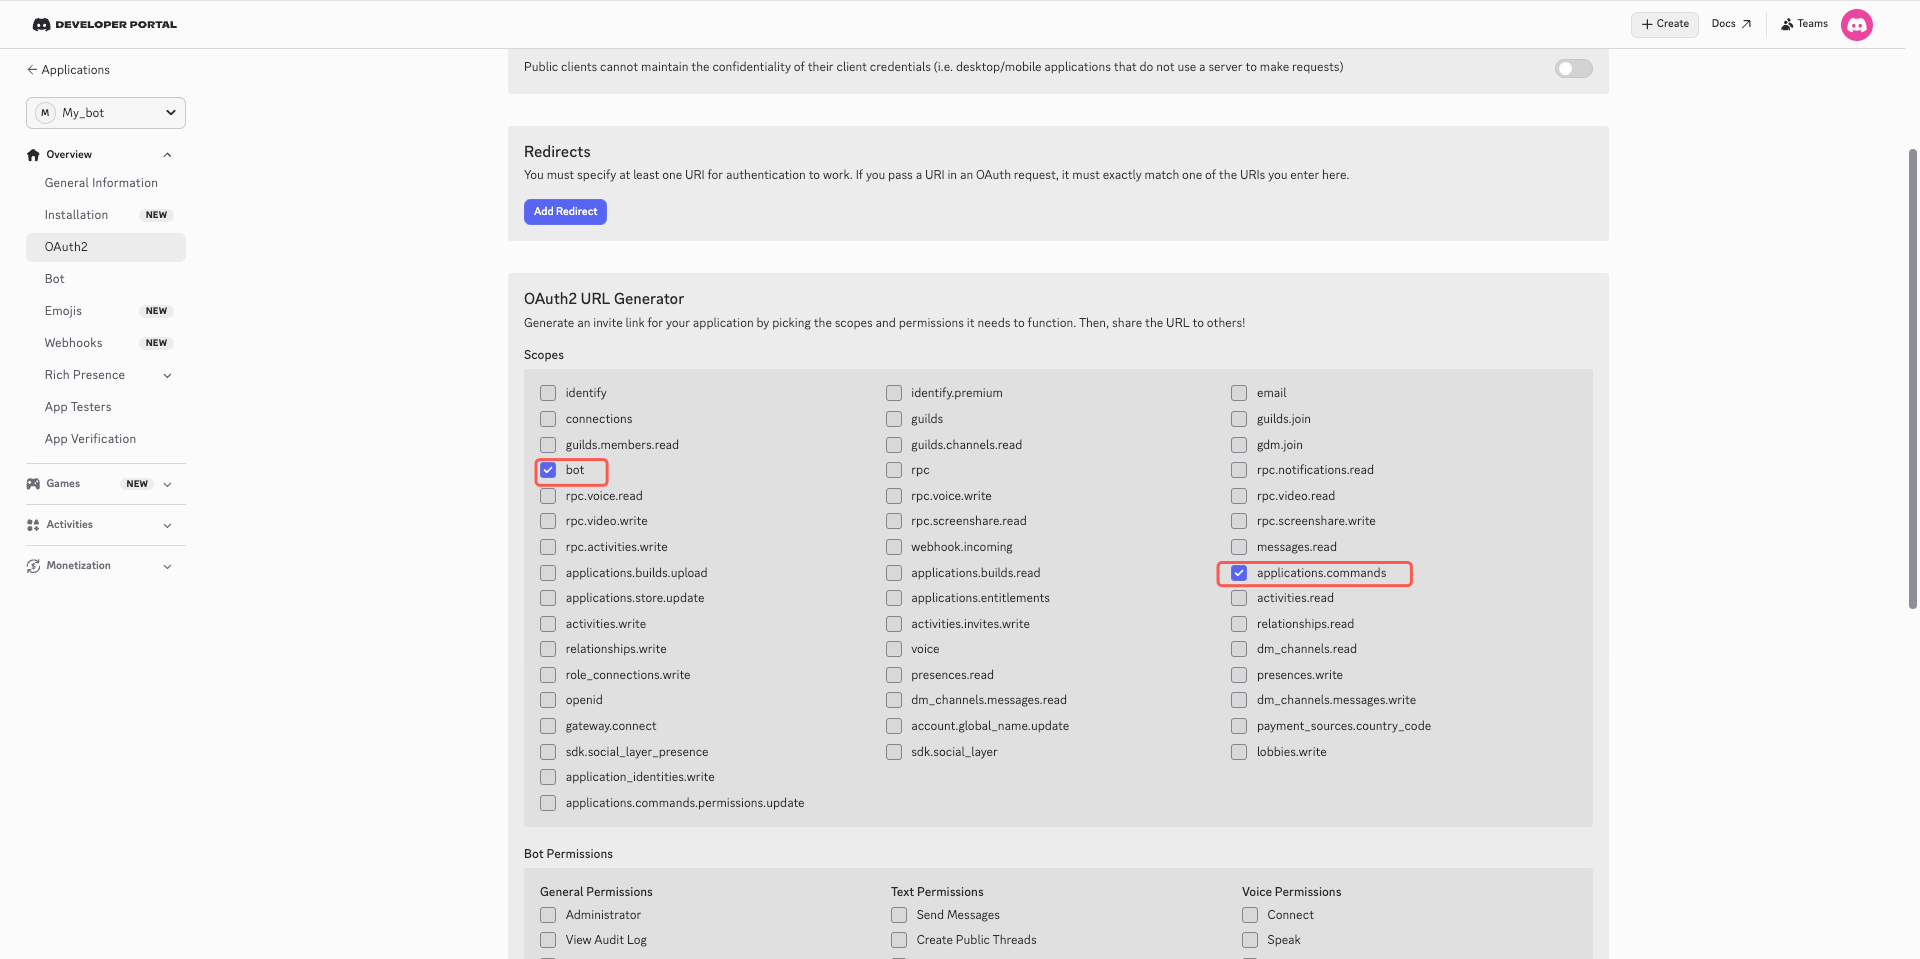 DEVELOPER PORTAL
Create
Docs
Teams
Applications
M My_bot
Overview
General Information
Installation NEW
OAuth2
Bot
Emojis NEW
Webhooks NEW
Rich Presence
App Testers
App Verification
Games NEW
Activities
Monetization
Public clients cannot maintain the confidentiality of their client credentials (i.e. desktop/mobile applications that do not use a server to make requests)
Redirects
You must specify at least one URI for authentication to work. If you pass a URI in an OAuth request, it must exactly match one of the URIs you enter here.
Add Redirect
OAuth2 URL Generator
Generate an invite link for your application by picking the scopes and permissions it needs to function. Then, share the URL to others!
Scopes
identify identify.premium email
connections guilds guilds.join
guilds.members.read guilds.channels.read gdm.join
bot rpc rpc.notifications.read
rpc.voice.read rpc.voice.write rpc.video.read
rpc.video.write rpc.screenshare.read rpc.screenshare.write
rpc.activities.write webhook.incoming messages.read
applications.builds.upload applications.builds.read applications.commands
applications.store.update applications.entitlements activities.read
activities.write activities.invites.write relationships.read
relationships.write voice dm_channels.read
role_connections.write presences.read presences.write
openid dm_channels.messages.read dm_channels.messages.write
gateway.connect account.global_name.update payment_sources.country_code
sdk.social_layer_presence sdk.social_layer lobbies.write
application_identities.write
applications.commands.permissions.update
Bot Permissions
General Permissions Text Permissions Voice Permissions
Administrator Send Messages Connect
View Audit Log Create Public Threads Speak